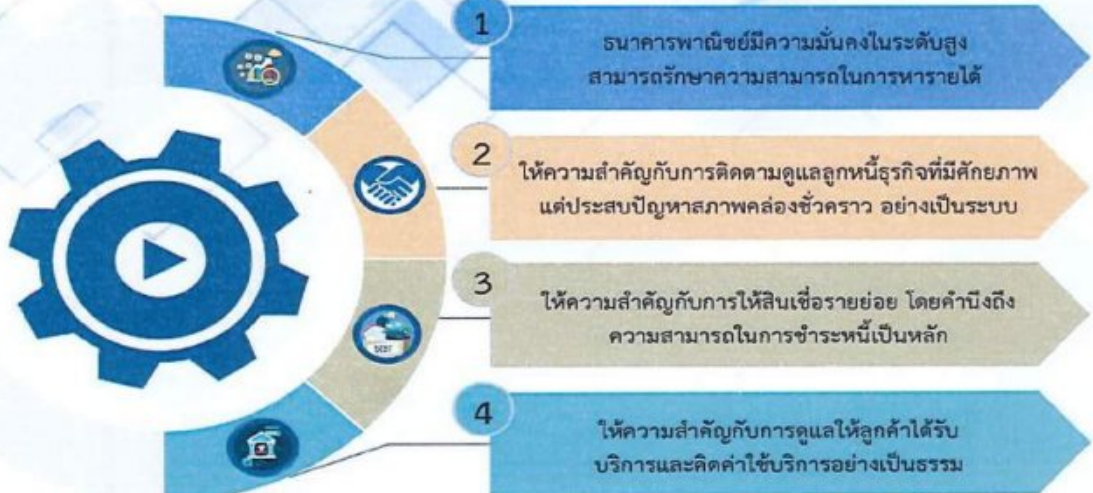 1
ธนาคารพาณิชย์มีความมั่นคงในระดับสูง
สามารถรักษาความสามารถในการหารายได้
2
ให้ความสำคัญกับการติดตามดูแลลูกหนี้ธุรกิจที่มีศักยภาพ
แต่ประสบปัญหาสภาพคล่องชั่วคราว อย่างเป็นระบบ
3
ให้ความสำคัญกับการให้สินเชื่อรายย่อย โดยคำนึงถึง
ความสามารถในการชำระหนี้เป็นหลัก
DEBT
4
ให้ความสำคัญกับการดูแลให้ลูกค้าได้รับ
บริการและคิดค่าใช้บริการอย่างเป็นธรรม